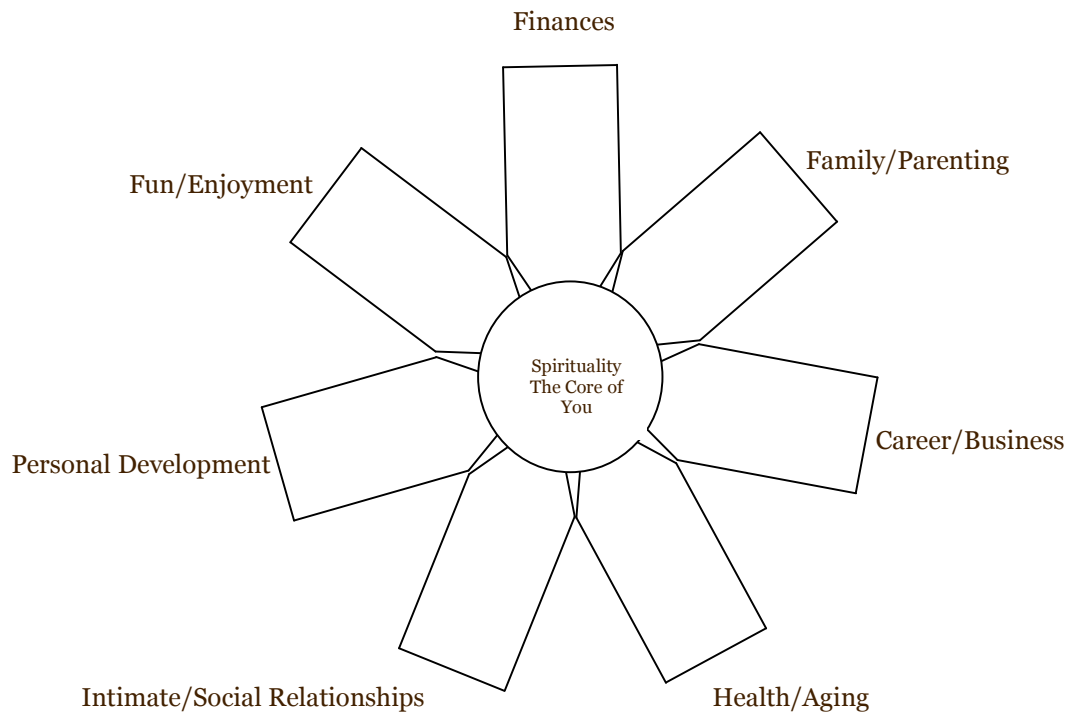 Finances
Family/Parenting
Fun/Enjoyment
Spirituality
The Core of
You
Career/Business
Personal Development
Intimate/Social Relationships
Health/Aging